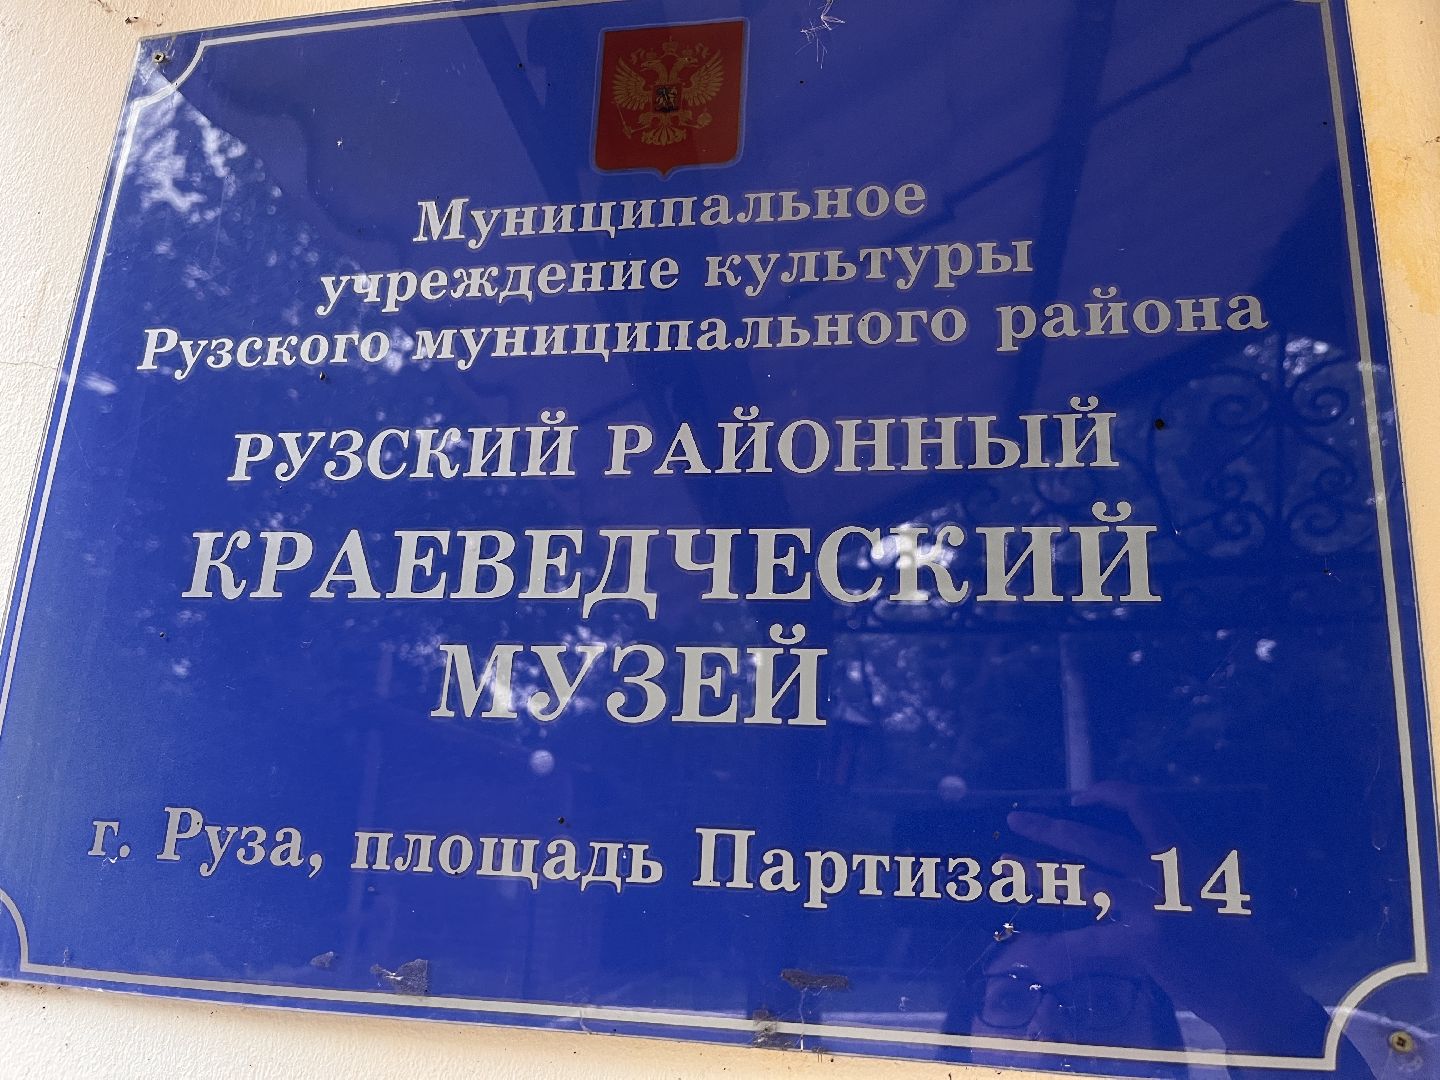 Муниципальное
учреждение культуры
Рузского муниципального района
РУЗСКИЙ РАЙОННЫЙ
КРАЕВЕДЧЕСКИЙ
МУЗЕЙ
г. Руза, площадь Партизан, 14